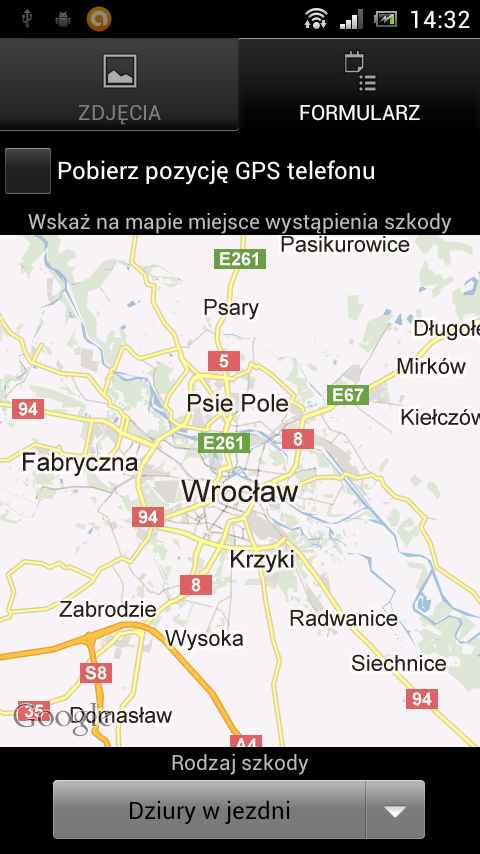 14:32
ZDJĘCIA
FORMULARZ
Pobierz pozycję GPS telefonu
Wskaż na mapie miejsce wystąpienia szkody
Pasikurowice
E261
Psary
Długołę
5
Mirków
E67
94
Psie Pole
Kiełczów
8
E261
Fabryczna
Wrocław
94
Krzyki
8
Zabrodzie
Radwanice
Wysoka
Siechnice
S8
94
35
Google
Domasław
A4
Rodzaj szkody
Dziury w jezdni